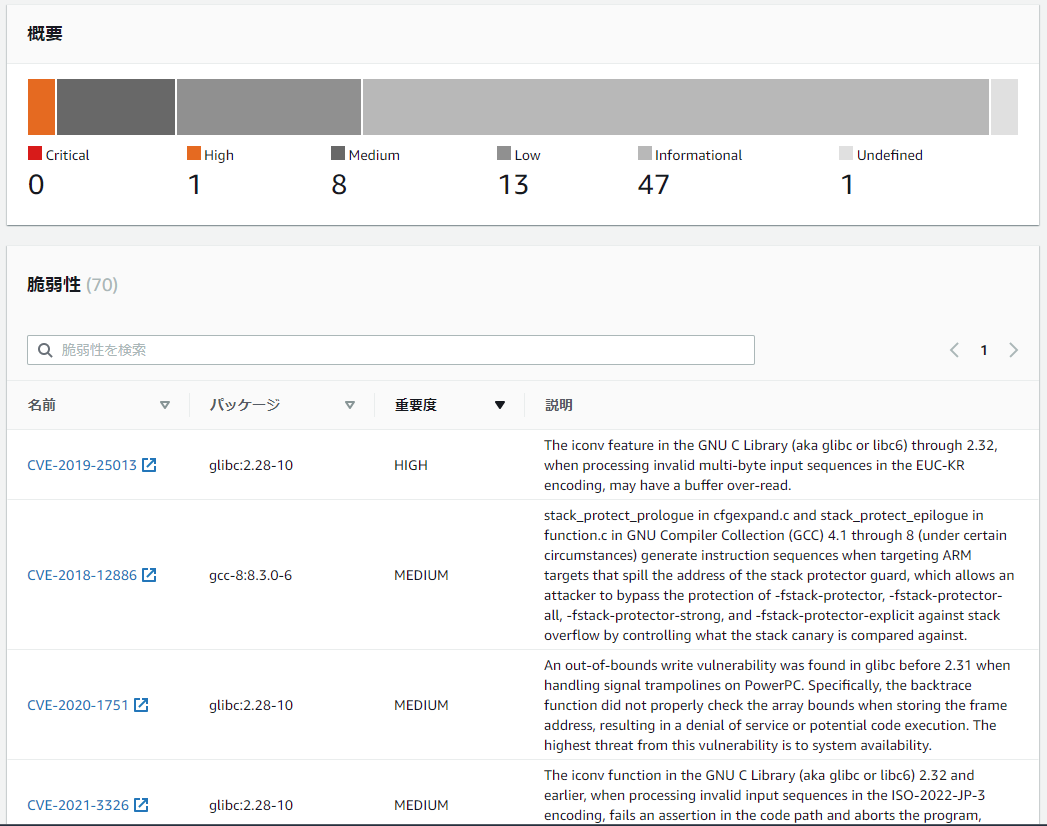 概要
Critical High Medium Low Informational Undefined
0 1 8 13 47 1
脆弱性 (70)
脆弱性を検索
1
名前 パッケージ 重要度 説明
The iconv feature in the GNU C Library (aka glibc or libc6) through 2.32,
CVE-2019-25013 glibc:2.28-10 HIGH when processing invalid multi-byte input sequences in the EUC-KR
encoding, may have a buffer over-read.
stack_protect_prologue in cfgexpand.c and stack_protect_epilogue in
function.c in GNU Compiler Collection (GCC) 4.1 through 8 (under certain
circumstances) generate instruction sequences when targeting ARM
CVE-2018-12886 gcc-8:8.3.0-6 MEDIUM targets that spill the address of the stack protector guard, which allows an
attacker to bypass the protection of -fstack-protector, -fstack-protector-
all, -fstack-protector-strong, and -fstack-protector-explicit against stack
overflow by controlling what the stack canary is compared against.
An out-of-bounds write vulnerability was found in glibc before 2.31 when
handling signal trampolines on PowerPC. Specifically, the backtrace
CVE-2020-1751 glibc:2.28-10 MEDIUM function did not properly check the array bounds when storing the frame
address, resulting in a denial of service or potential code execution. The
highest threat from this vulnerability is to system availability.
The iconv function in the GNU C Library (aka glibc or libc6) 2.32 and
earlier, when processing invalid input sequences in the ISO-2022-JP-3
CVE-2021-3326 glibc:2.28-10 MEDIUM encoding, fails an assertion in the code path and aborts the program,